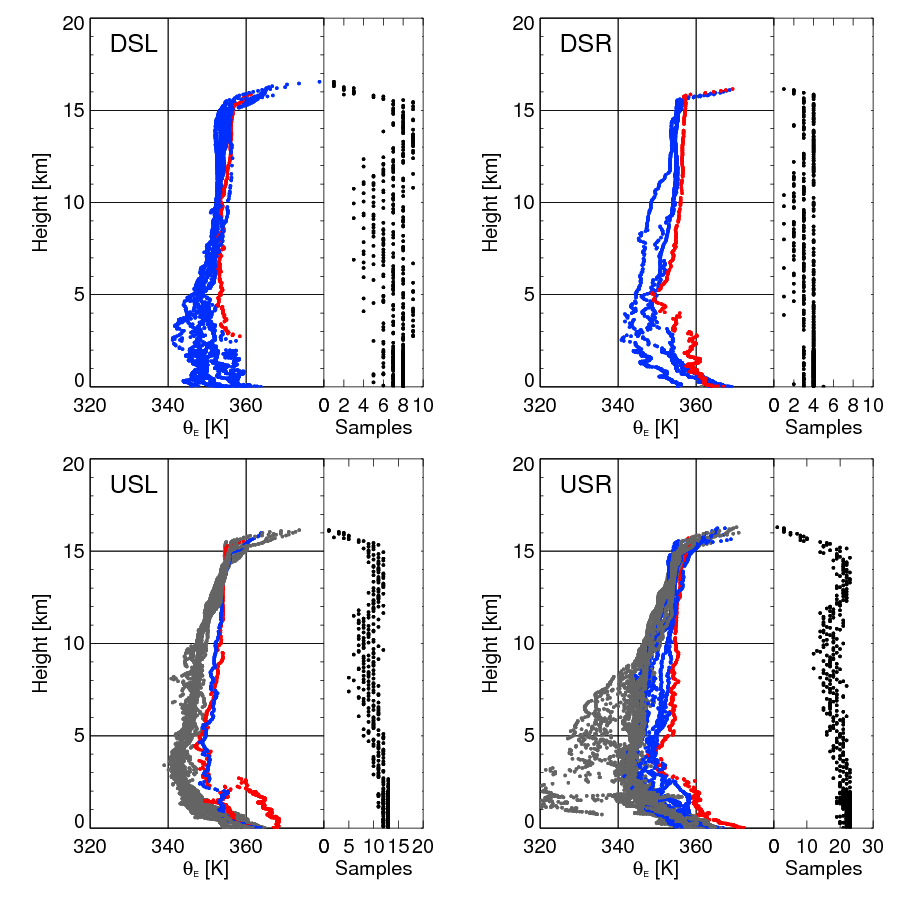 DSL
20
15
10
5
0
Height [km]
320 340 360
θE [K]
0 2 4 6 8 10
Samples
DSR
20
15
10
5
0
Height [km]
320 340 360
θE [K]
0 2 4 6 8 10
Samples
USL
20
15
10
5
0
Height [km]
320 340 360
θE [K]
0 5 10 15 20
Samples
USR
20
15
10
5
0
Height [km]
320 340 360
θE [K]
0 10 20 30
Samples